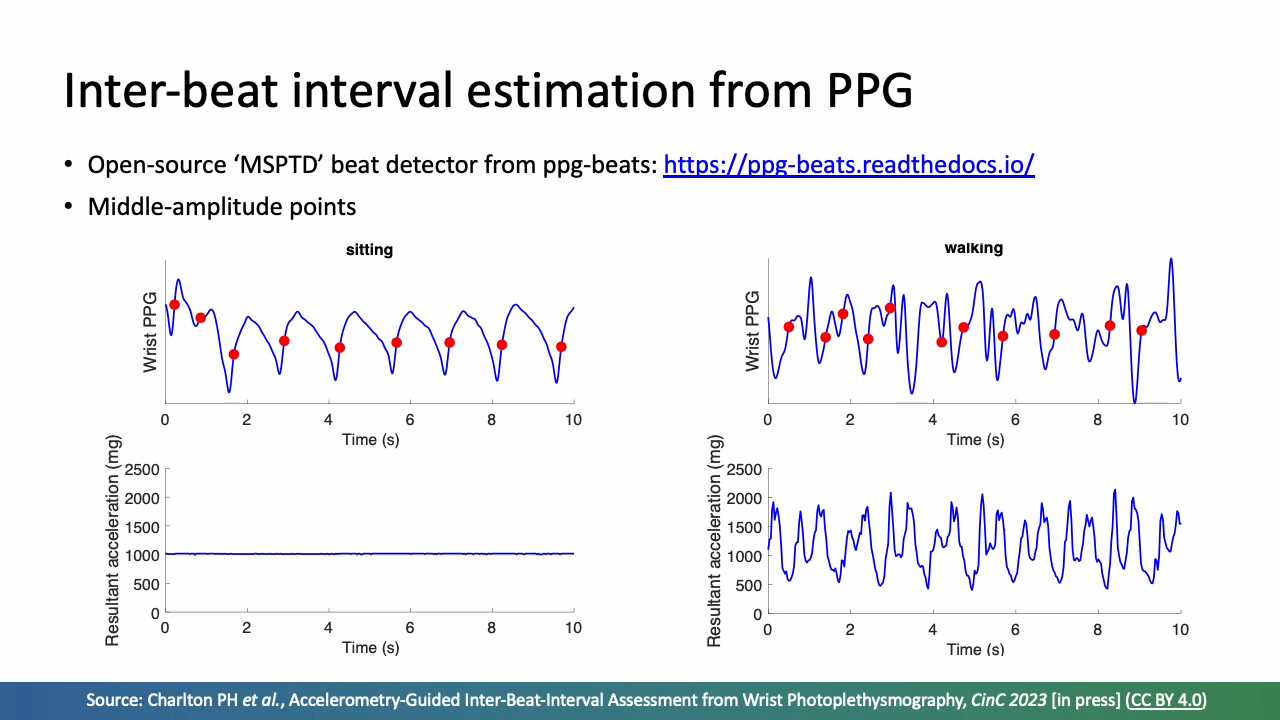 Inter-beat interval estimation from PPG
• Open-source ‘MSPTD’ beat detector from ppg-beats: https://ppg-beats.readthedocs.io/
• Middle-amplitude points
sitting
Wrist PPG
0 2 4 6 8 10
Time (s)
Resultant acceleration (mg)
2500
2000
1500
1000
500
0
0 2 4 6 8 10
Time (s)
walking
Wrist PPG
0 2 4 6 8 10
Time (s)
Resultant acceleration (mg)
2500
2000
1500
1000
500
0
0 2 4 6 8 10
Time (s)
Source: Charlton PH et al., Accelerometry-Guided Inter-Beat-Interval Assessment from Wrist Photoplethysmography, CinC 2023 [in press] (CC BY 4.0)